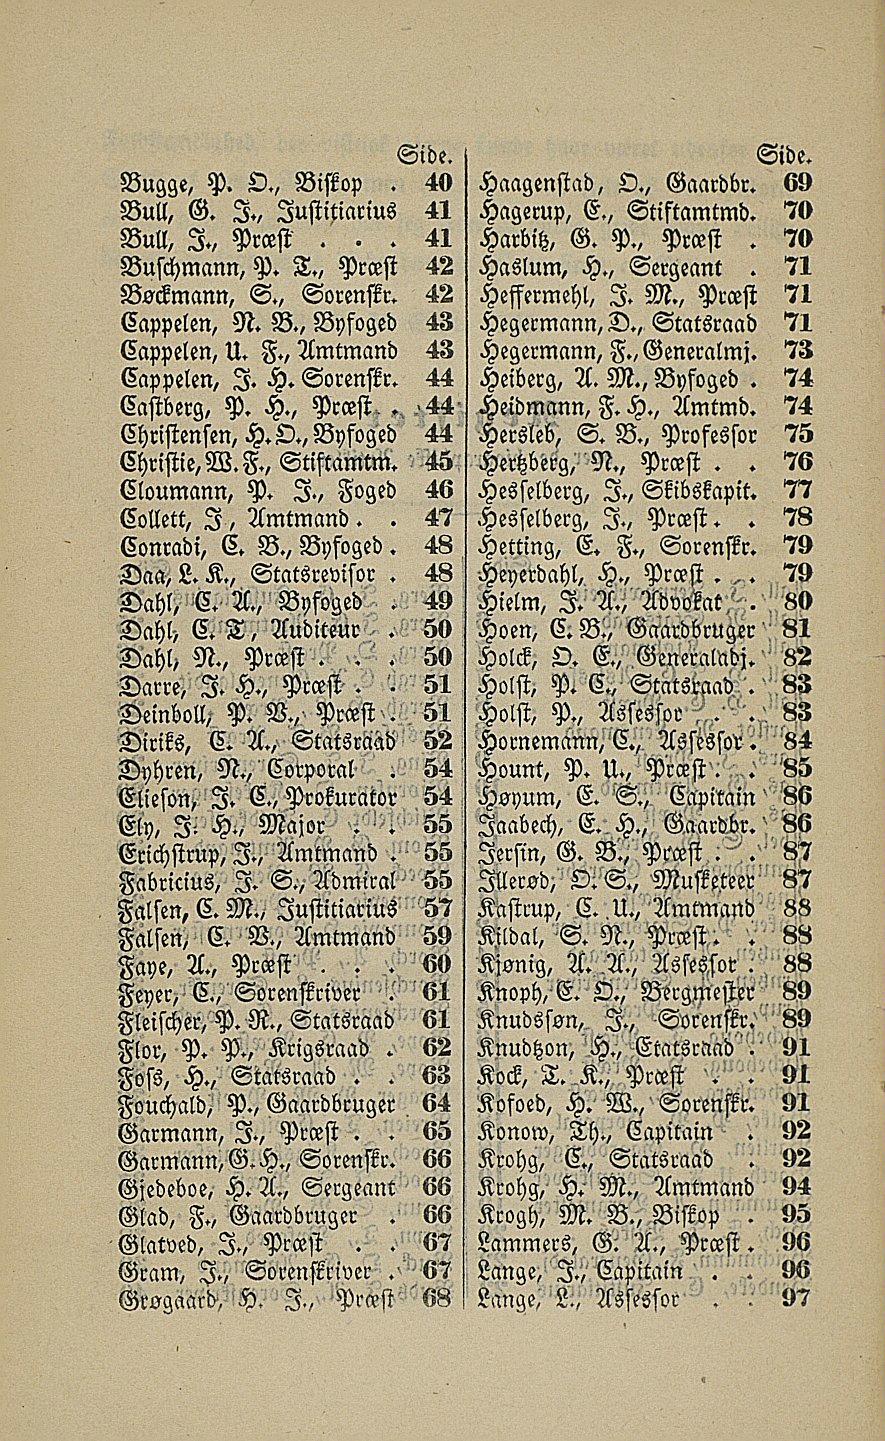 Side.
Bugge, P. O., Biskop . 40
Bull, G. J., Justitiarius 41
Bull, J., Præst . . . 41
Buschmann, P. T., Præst 42
Bøckmann, S., Sorenskr. 42
Cappelen, N. B., Byfoged 43
Cappelen, U. F., Amtmand 43
Cappelen, J. H. Sorenskr. 44
Castberg, P. H., Præst . 44
Christensen, H. O., Byfoged 44
Christie, W. F., Stiftamtm. 45
Cloumann, P. J., Foged 46
Collett, J , Amtmand . . 47
Conradi, C. B., Byfoged . 48
Daa, L. K., Statsrevisor . 48
Dahl, C. A., Byfoged . 49
Dahl, C. T , Auditeur . 50
Dahl, N., Præst . . . 50
Darre, J. H., Præst . . 51
Deinboll, P. V., Præst . 51
Diriks, C. A., Statsraad 52
Dyhren, N., Corporal . 54
Elieson, J. C., Prokurator 54
Ely, J. H., Major . . 55
Erichstrup, J., Amtmand . 55
Fabricius, J. S., Admiral 55
Falsen, C. M., Justitiarius 57
Falsen, C. V., Amtmand 59
Faye, A., Præst . . . 60
Feyer, C., Sorenskriver . 61
Fleischer, P. R., Statsraad 61
Flor, P. P., Krigsraad . 62
Foss, H., Statsraad . . 63
Fouchald, P., Gaardbruger 64
Garmann, J., Præst . . 65
Garmann, G. H., Sorenskr. 66
Gjedeboe, H. A., Sergeant 66
Glad, F., Gaardbruger . 66
Glatved, J., Præst . . 67
Gram, J., Sorenskriver . 67
Grøgaard, H. J., Præst 68
Side.
Haagenstad, O., Gaardbr. 69
Hagerup, E., Stiftamtmd. 70
Harbitz, G. P., Præst . 70
Haslum, H., Sergeant . 71
Heffermehl, J. M., Præst 71
Hegermann, D., Statsraad 71
Hegermann, F., Generalmj. 73
Heiberg, A. M., Byfoged . 74
Heidmann, F. H., Amtmd. 74
Hersleb, S. B., Professor 75
Hertzberg, N., Præst . . 76
Hesselberg, J., Skibskapit. 77
Hesselberg, J., Præst . . 78
Hetting, E. F., Sorenskr. 79
Heyerdahl, H., Præst . . 79
Hielm, J. A., Advokat . 80
Hoen, C. B., Gaardbruger 81
Holck, O. E., Generaladj. 82
Holst, P. C., Statsraad . 83
Holst, P., Assessor . . 83
Hornemann, C., Assessor . 84
Hount, P. U., Præst . . 85
Høyum, E. S., Capitain 86
Jaabech, E. H., Gaardbr. 86
Jersin, G. B., Præst . . 87
Illerød, O. S., Musketeer 87
Kastrup, C. U., Amtmand 88
Kildal, S. N., Præst . . 88
Kjønig, A. A., Assessor . 88
Knoph, E. O., Bergmester 89
Knudssøn, J., Sorenskr. 89
Knudtzon, H., Etatsraad . 91
Kock, T. K., Præst . . 91
Kofoed, H. W., Sorenskr. 91
Konow, Th., Capitain . 92
Krohg, C., Statsraad . 92
Krohg, H. M., Amtmand 94
Krogh, M. B., Biskop . 95
Lammers, G. A., Præst . 96
Lange, J., Capitain . . 96
Lange, L., Assessor . . 97